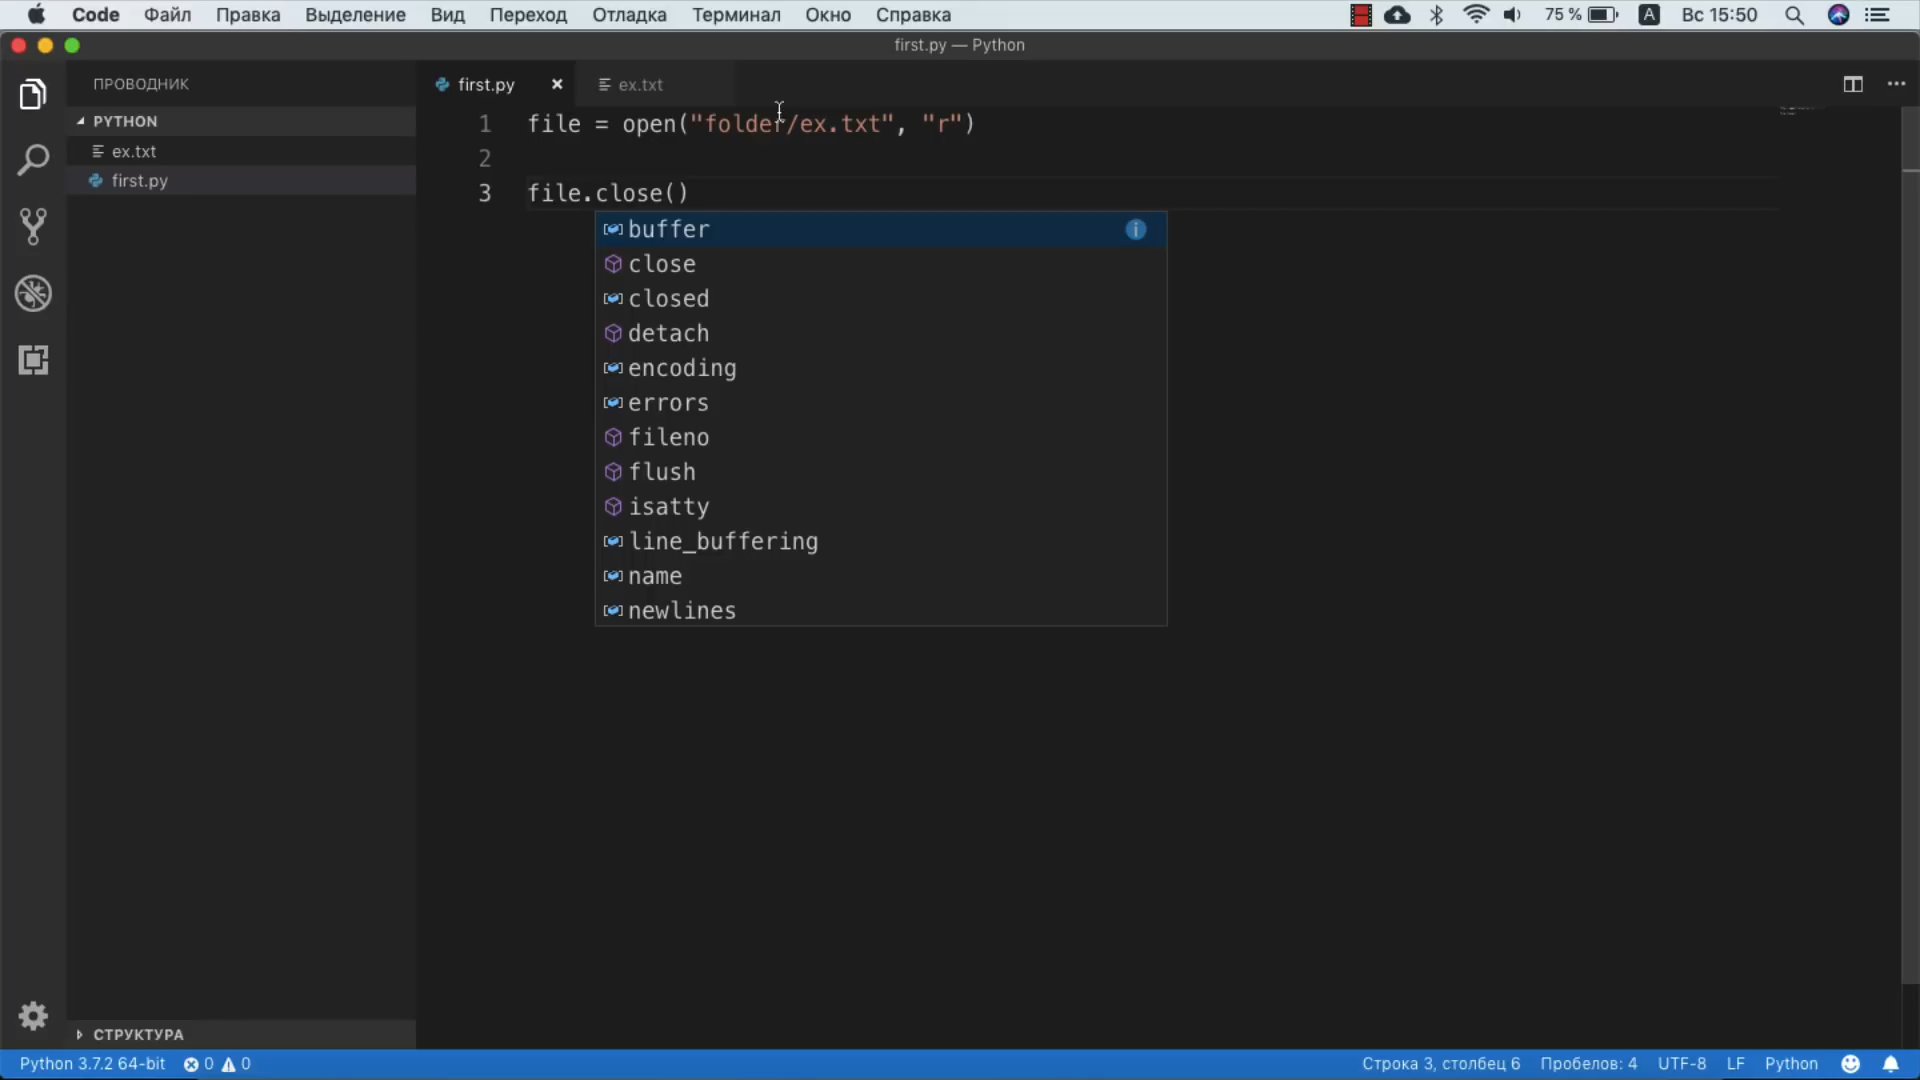 Code Файл Правка Выделение Вид Переход Отладка Терминал Окно Справка 75 % A Вс 15:50
first.py — Python
ПРОВОДНИК
PYTHON
ex.txt
first.py
СТРУКТУРА
first.py ex.txt
1 file = open("folder/ex.txt", "r")
2
3 file.close()
buffer
close
closed
detach
encoding
errors
fileno
flush
isatty
line_buffering
name
newlines
Python 3.7.2 64-bit 0 0 Строка 3, столбец 6 Пробелов: 4 UTF-8 LF Python